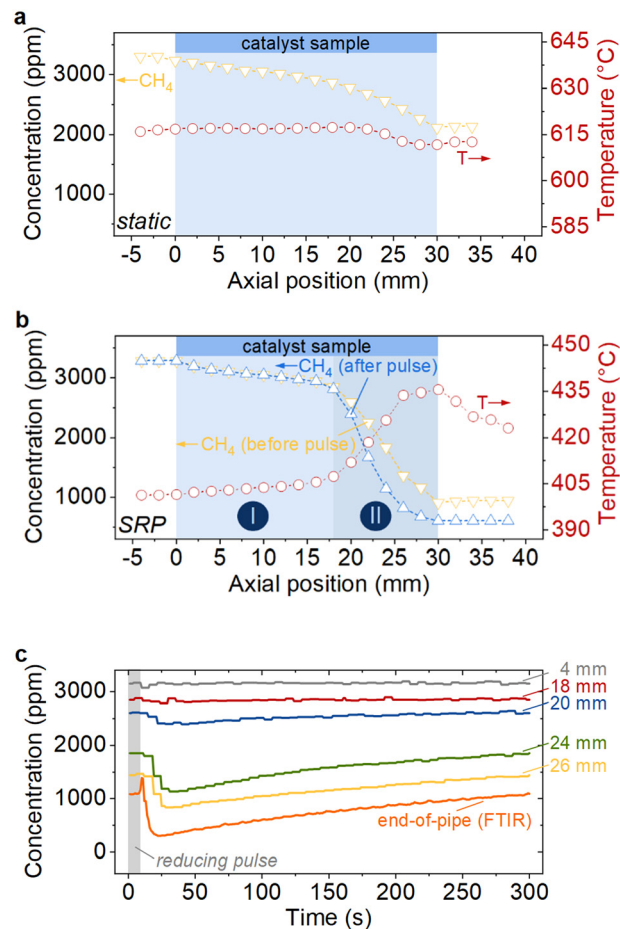 a
catalyst sample
CH₄
T
static
3000
2000
1000
Concentration (ppm)
645
630
615
600
585
Temperature (°C)
-5 0 5 10 15 20 25 30 35 40
Axial position (mm)
b
catalyst sample
CH₄ (after pulse)
T
CH₄ (before pulse)
I
II
SRP
3000
2000
1000
Concentration (ppm)
450
435
420
405
390
Temperature (°C)
-5 0 5 10 15 20 25 30 35 40
Axial position (mm)
c
4 mm
18 mm
20 mm
24 mm
26 mm
end-of-pipe (FTIR)
reducing pulse
3000
2500
2000
1500
1000
0
Concentration (ppm)
0 50 100 150 200 250 300
Time (s)